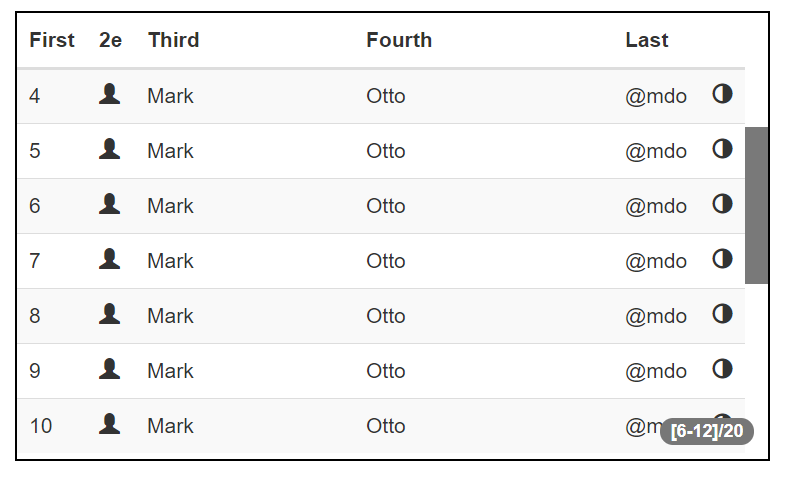 First 2e Third Fourth Last
4 Mark Otto @mdo
5 Mark Otto @mdo
6 Mark Otto @mdo
7 Mark Otto @mdo
8 Mark Otto @mdo
9 Mark Otto @mdo
10 Mark Otto @m
[6-12]/20